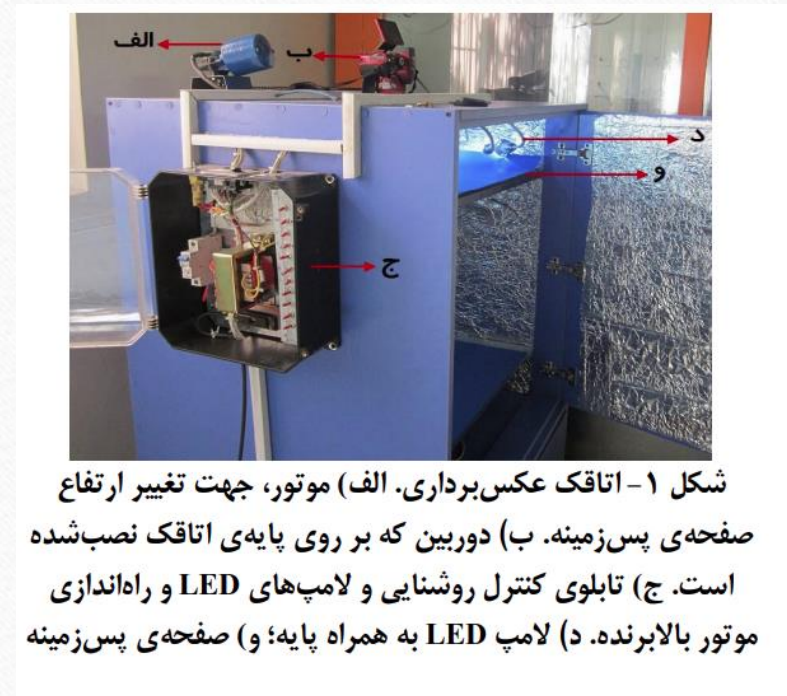 الف
ب
د
و
ج
شکل ۱- اتاقک عکس‌برداری. الف) موتور، جهت تغییر ارتفاع
صفحه‌ی پس‌زمینه. ب) دوربین که بر روی پایه‌ی اتاقک نصب‌شده
است. ج) تابلوی کنترل روشنایی و لامپ‌های LED و راه‌اندازی
موتور بالابرنده. د) لامپ LED به همراه پایه؛ و) صفحه‌ی پس‌زمینه